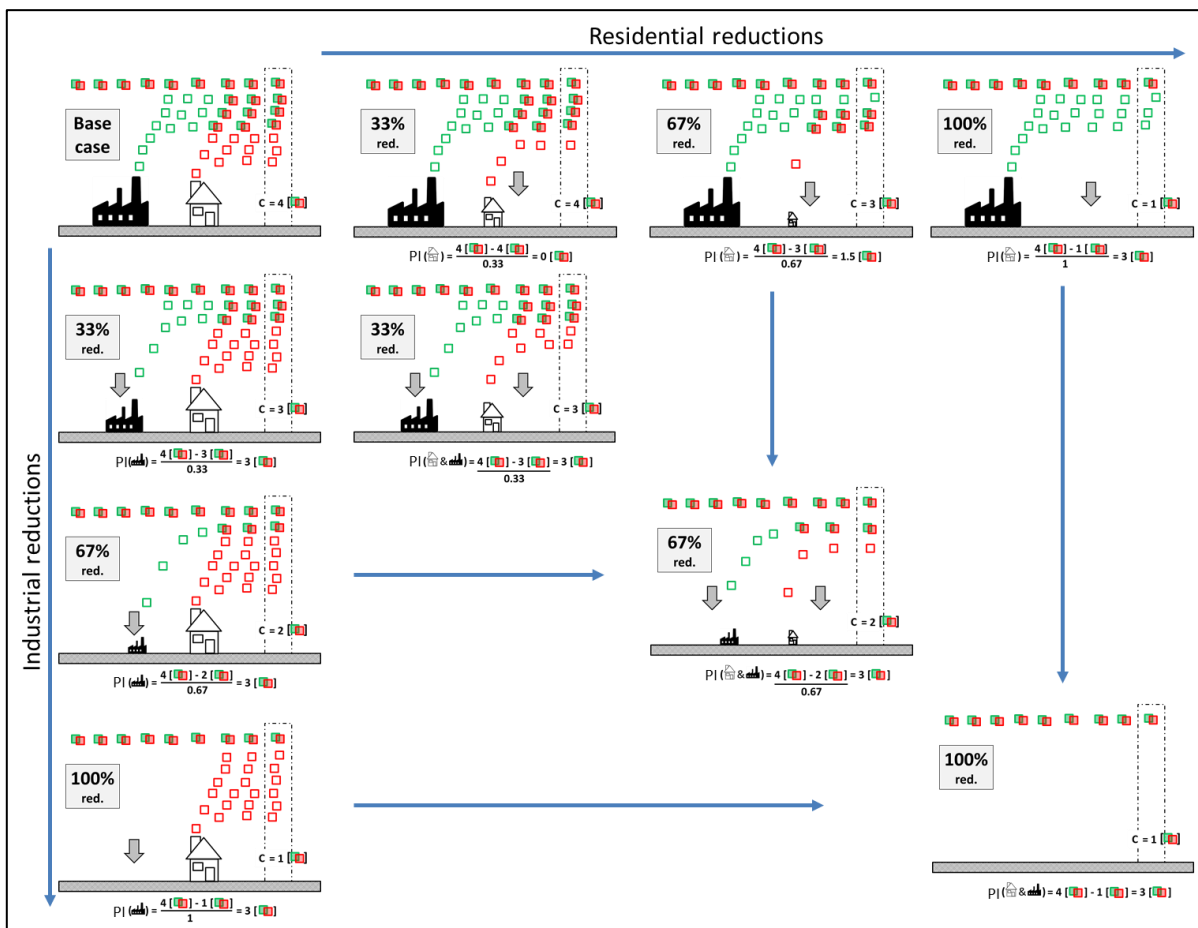 Residential reductions
Industrial reductions
Base case
C = 4 [ ]
33% red.
C = 4 [ ]
PI ( ) = 4 [ ] - 4 [ ] / 0.33 = 0 [ ]
67% red.
C = 3 [ ]
PI ( ) = 4 [ ] - 3 [ ] / 0.67 = 1.5 [ ]
100% red.
C = 1 [ ]
PI ( ) = 4 [ ] - 1 [ ] / 1 = 3 [ ]
33% red.
C = 3 [ ]
PI ( ) = 4 [ ] - 3 [ ] / 0.33 = 3 [ ]
33% red.
C = 3 [ ]
PI ( & ) = 4 [ ] - 3 [ ] / 0.33 = 3 [ ]
67% red.
C = 2 [ ]
PI ( ) = 4 [ ] - 2 [ ] / 0.67 = 3 [ ]
67% red.
C = 2 [ ]
PI ( & ) = 4 [ ] - 2 [ ] / 0.67 = 3 [ ]
100% red.
C = 1 [ ]
PI ( ) = 4 [ ] - 1 [ ] / 1 = 3 [ ]
100% red.
C = 1 [ ]
PI ( & ) = 4 [ ] - 1 [ ] = 3 [ ]